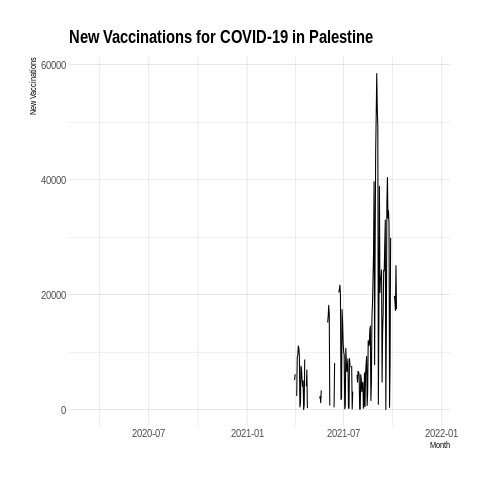 New Vaccinations for COVID-19 in Palestine
New Vaccinations
60000
40000
20000
0
2020-07
2021-01
2021-07
2022-01
Month